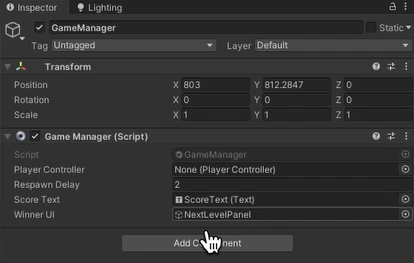 Inspector Lighting
GameManager Static
Tag Untagged Layer Default
Transform
Position X 803 Y 812.2847 Z 0
Rotation X 0 Y 0 Z 0
Scale X 1 Y 1 Z 1
Game Manager (Script)
Script GameManager
Player Controller None (Player Controller)
Respawn Delay 2
Score Text ScoreText (Text)
Winner UI NextLevelPanel
Add C nent